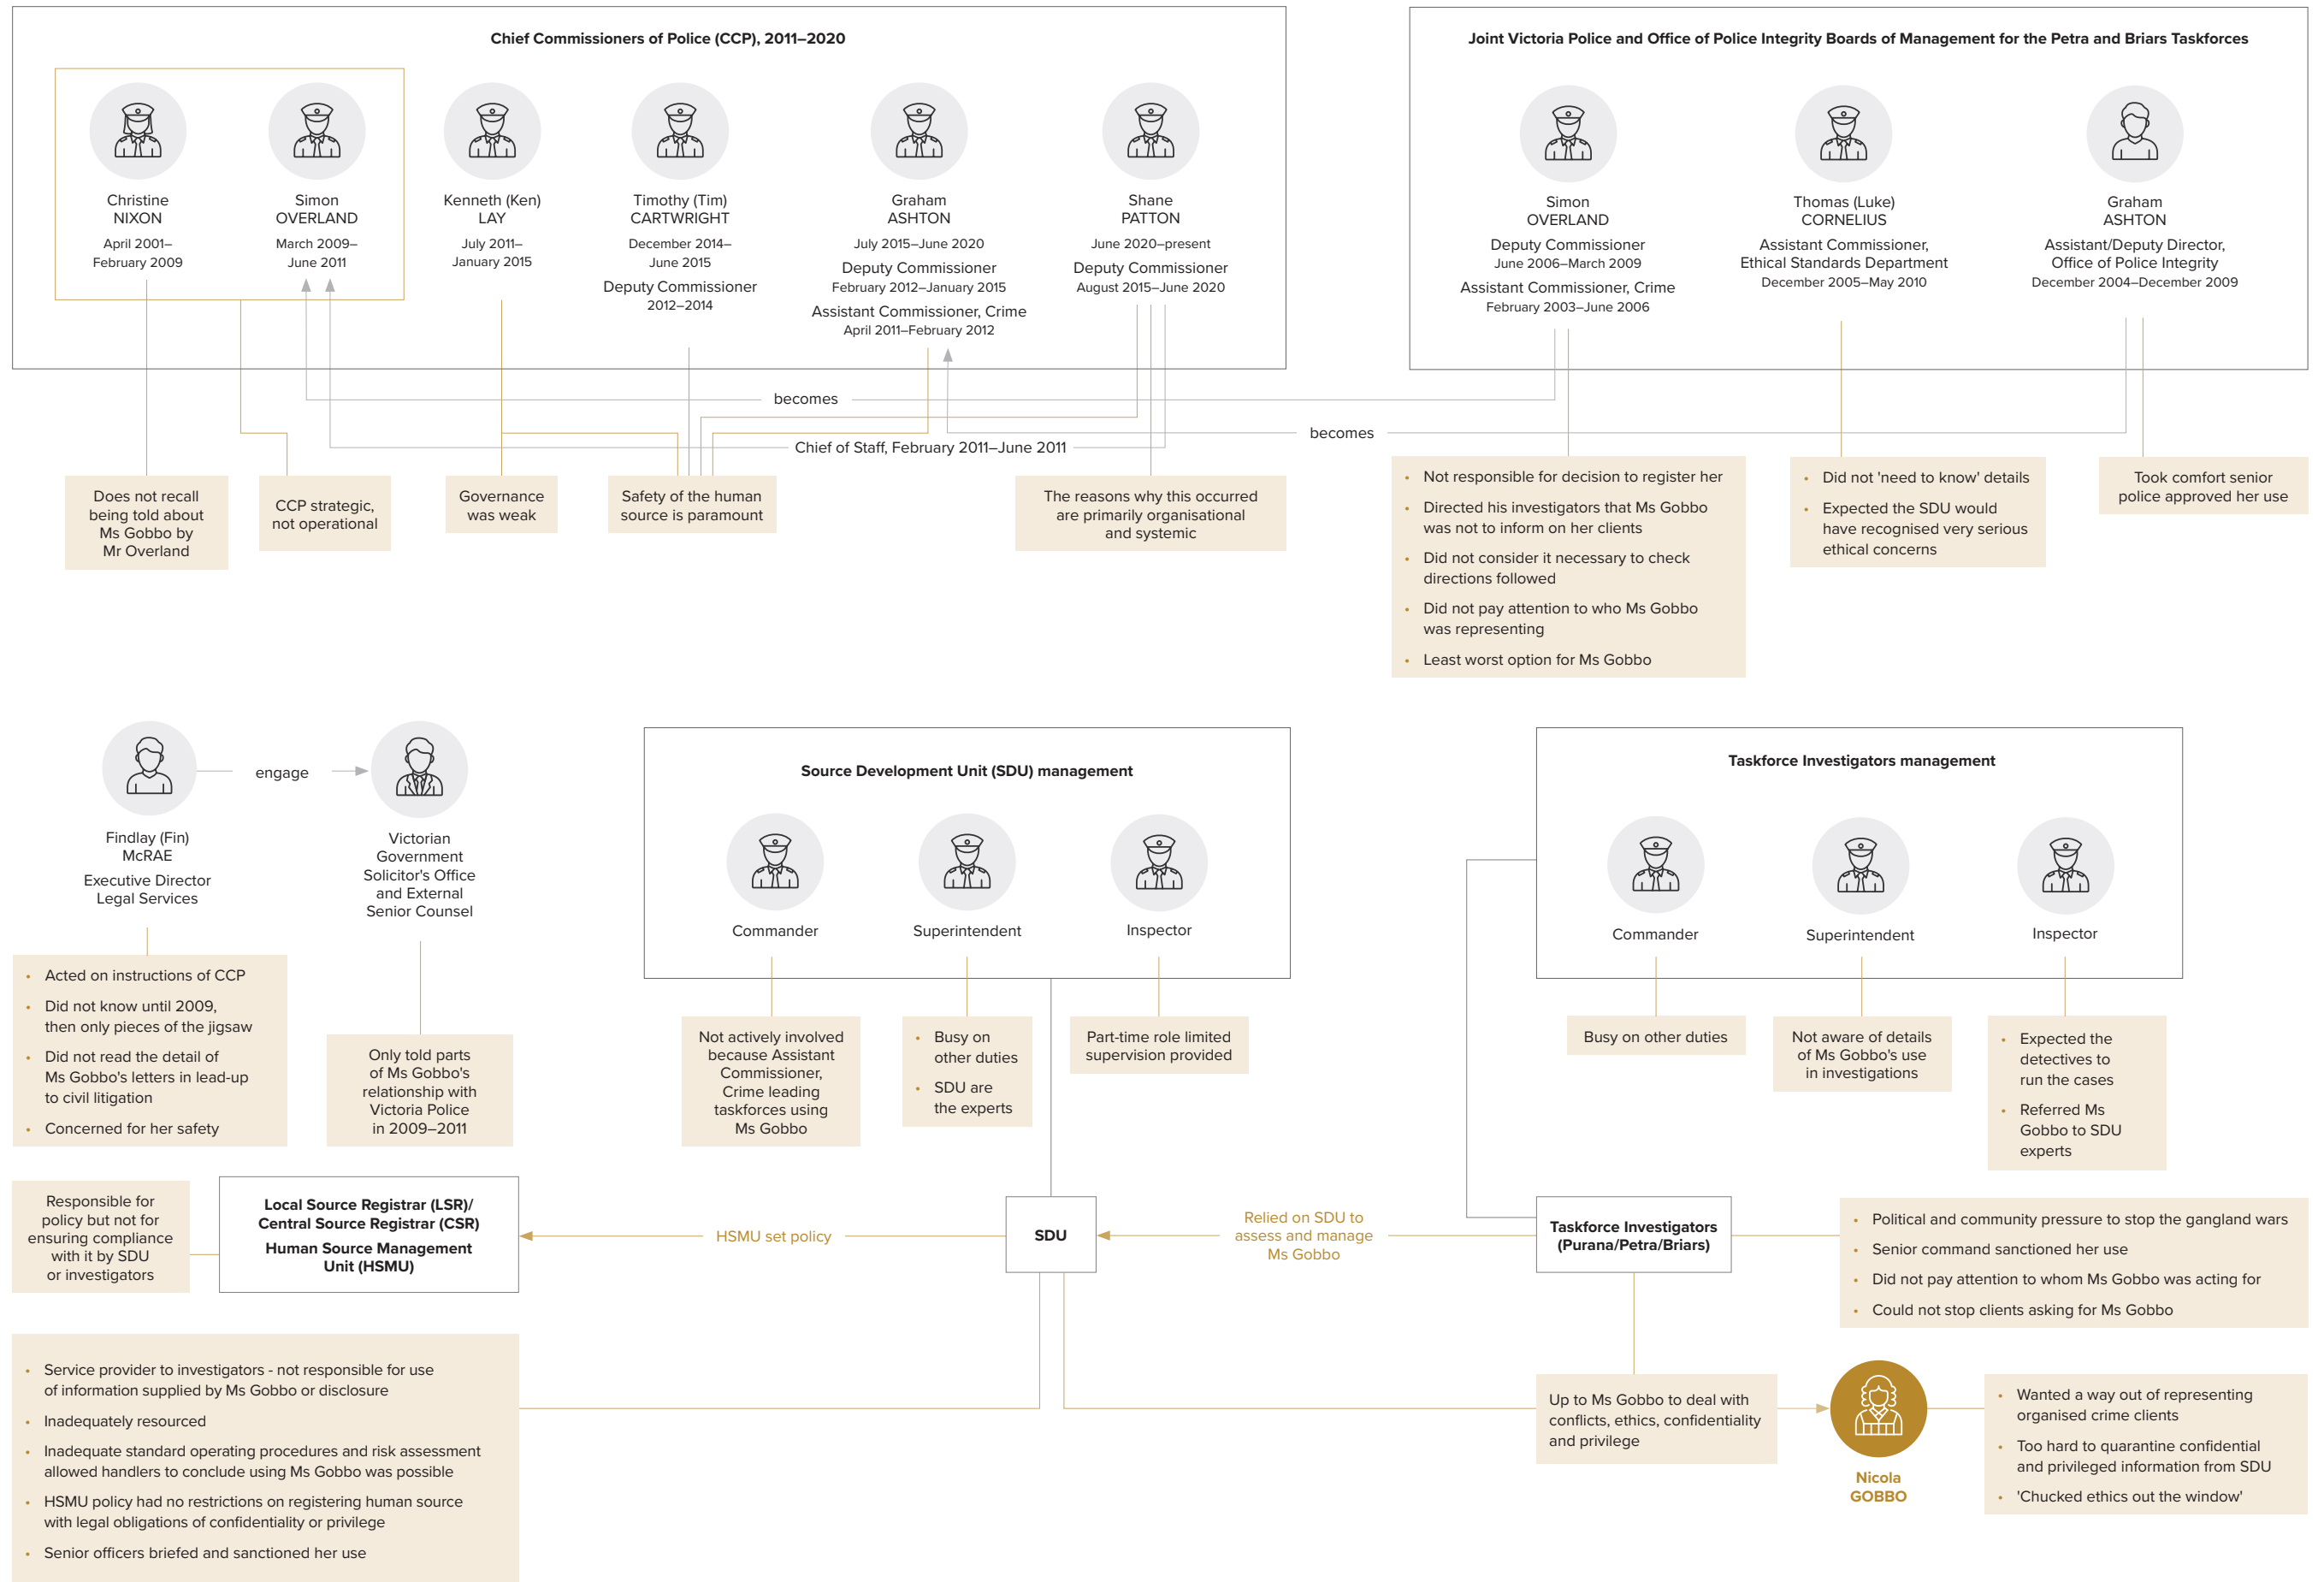 Chief Commissioners of Police (CCP), 2011–2020
Christine
NIXON
April 2001–
February 2009
Simon
OVERLAND
March 2009–
June 2011
Kenneth (Ken)
LAY
July 2011–
January 2015
Timothy (Tim)
CARTWRIGHT
December 2014–
June 2015
Deputy Commissioner
2012–2014
Graham
ASHTON
July 2015–June 2020
Deputy Commissioner
February 2012–January 2015
Assistant Commissioner, Crime
April 2011–February 2012
Shane
PATTON
June 2020–present
Deputy Commissioner
August 2015–June 2020
Joint Victoria Police and Office of Police Integrity Boards of Management for the Petra and Briars Taskforces
Simon
OVERLAND
Deputy Commissioner
June 2006–March 2009
Assistant Commissioner, Crime
February 2003–June 2006
Thomas (Luke)
CORNELIUS
Assistant Commissioner,
Ethical Standards Department
December 2005–May 2010
Graham
ASHTON
Assistant/Deputy Director,
Office of Police Integrity
December 2004–December 2009
becomes
becomes
Chief of Staff, February 2011–June 2011
Does not recall
being told about
Ms Gobbo by
Mr Overland
CCP strategic,
not operational
Governance
was weak
Safety of the human
source is paramount
The reasons why this occurred
are primarily organisational
and systemic
• Not responsible for decision to register her
• Directed his investigators that Ms Gobbo
was not to inform on her clients
• Did not consider it necessary to check
directions followed
• Did not pay attention to who Ms Gobbo
was representing
• Least worst option for Ms Gobbo
• Did not 'need to know' details
• Expected the SDU would
have recognised very serious
ethical concerns
Took comfort senior
police approved her use
Findlay (Fin)
McRAE
Executive Director
Legal Services
engage
Victorian
Government
Solicitor's Office
and External
Senior Counsel
• Acted on instructions of CCP
• Did not know until 2009,
then only pieces of the jigsaw
• Did not read the detail of
Ms Gobbo's letters in lead-up
to civil litigation
• Concerned for her safety
Only told parts
of Ms Gobbo's
relationship with
Victoria Police
in 2009–2011
Source Development Unit (SDU) management
Commander
Superintendent
Inspector
Not actively involved
because Assistant
Commissioner,
Crime leading
taskforces using
Ms Gobbo
• Busy on
other duties
• SDU are
the experts
Part-time role limited
supervision provided
Taskforce Investigators management
Commander
Superintendent
Inspector
Busy on other duties
Not aware of details
of Ms Gobbo's use
in investigations
• Expected the
detectives to
run the cases
• Referred Ms
Gobbo to SDU
experts
Responsible for
policy but not for
ensuring compliance
with it by SDU
or investigators
Local Source Registrar (LSR)/
Central Source Registrar (CSR)
Human Source Management
Unit (HSMU)
HSMU set policy
SDU
Relied on SDU to
assess and manage
Ms Gobbo
Taskforce Investigators
(Purana/Petra/Briars)
• Political and community pressure to stop the gangland wars
• Senior command sanctioned her use
• Did not pay attention to whom Ms Gobbo was acting for
• Could not stop clients asking for Ms Gobbo
• Service provider to investigators - not responsible for use
of information supplied by Ms Gobbo or disclosure
• Inadequately resourced
• Inadequate standard operating procedures and risk assessment
allowed handlers to conclude using Ms Gobbo was possible
• HSMU policy had no restrictions on registering human source
with legal obligations of confidentiality or privilege
• Senior officers briefed and sanctioned her use
Up to Ms Gobbo to deal with
conflicts, ethics, confidentiality
and privilege
Nicola
GOBBO
• Wanted a way out of representing
organised crime clients
• Too hard to quarantine confidential
and privileged information from SDU
• 'Chucked ethics out the window'